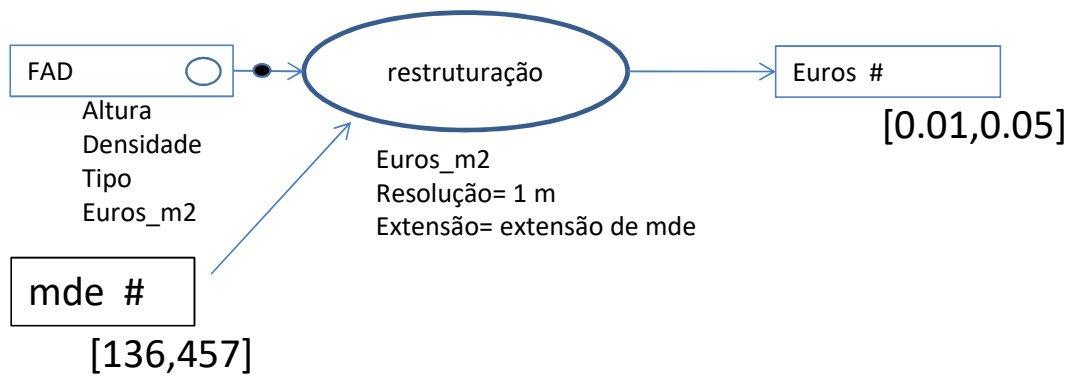 FAD
Altura
Densidade
Tipo
Euros_m2
restruturação
Euros_m2
Resolução= 1 m
Extensão= extensão de mde
Euros #
[0.01,0.05]
mde #
[136,457]